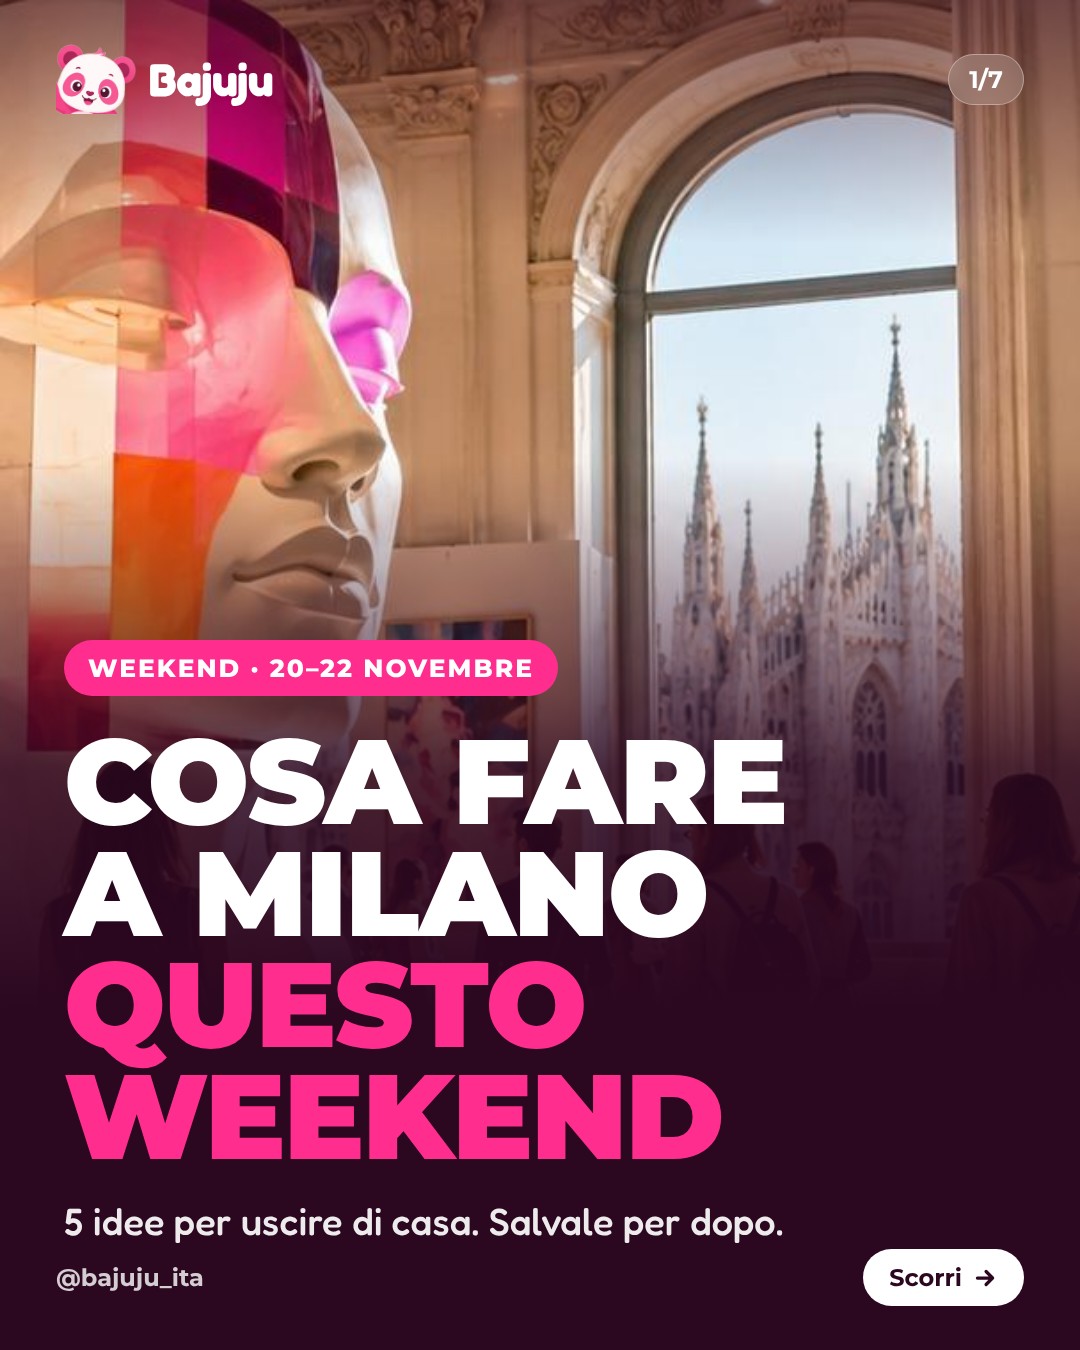 Bajuju
1/7
WEEKEND · 20–22 NOVEMBRE
COSA FARE
A MILANO
QUESTO
WEEKEND
5 idee per uscire di casa. Salvale per dopo.
@bajuju_ita
Scorri →